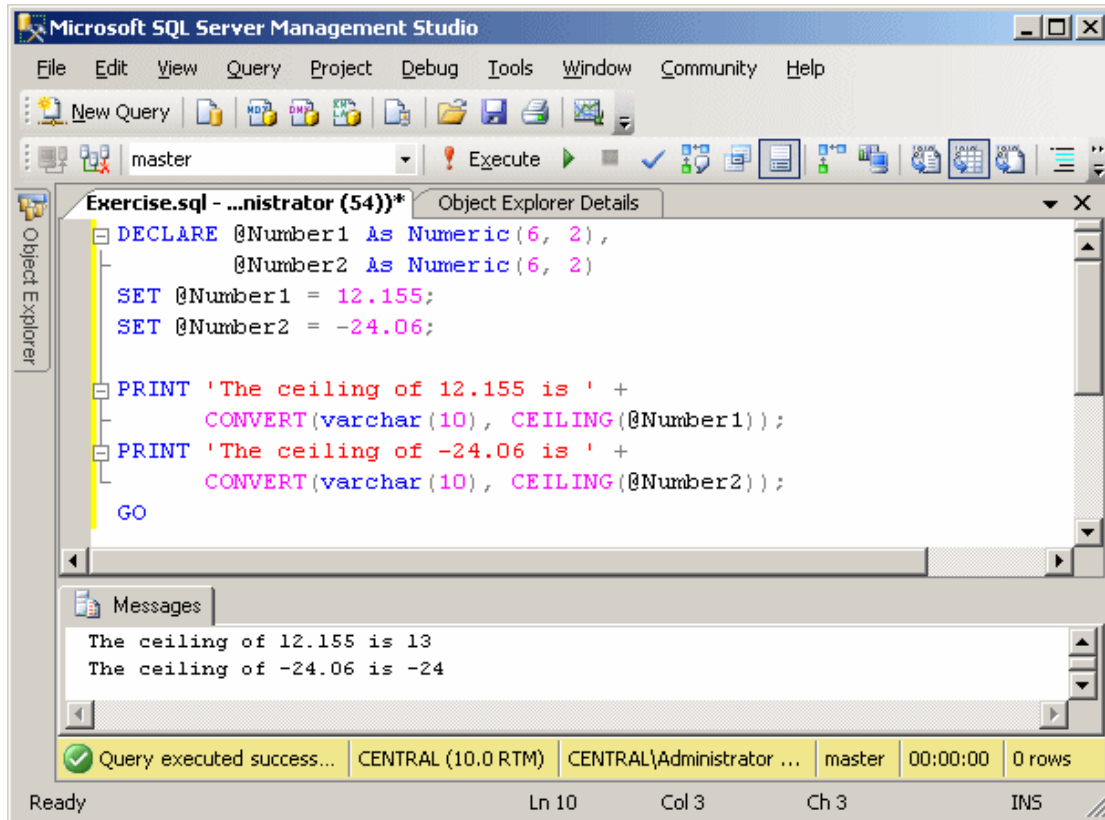 Microsoft SQL Server Management Studio
File Edit View Query Project Debug Tools Window Community Help
New Query
master Execute
Exercise.sql - ...nistrator (54))* Object Explorer Details
Object Explorer
DECLARE @Number1 As Numeric(6, 2),
@Number2 As Numeric(6, 2)
SET @Number1 = 12.155;
SET @Number2 = -24.06;
PRINT 'The ceiling of 12.155 is ' +
CONVERT(varchar(10), CEILING(@Number1));
PRINT 'The ceiling of -24.06 is ' +
CONVERT(varchar(10), CEILING(@Number2));
GO
Messages
The ceiling of 12.155 is 13
The ceiling of -24.06 is -24
Query executed success... CENTRAL (10.0 RTM) CENTRAL\Administrator ... master 00:00:00 0 rows
Ready Ln 10 Col 3 Ch 3 INS